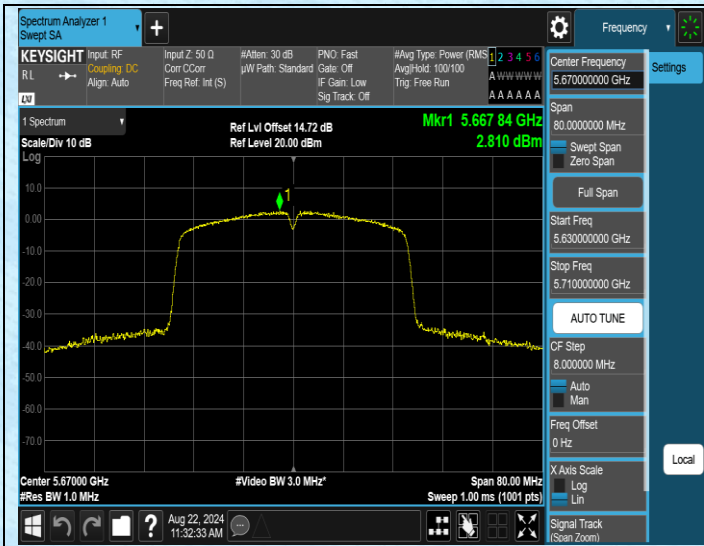 Spectrum Analyzer 1
Swept SA
+
Frequency
KEYSIGHT
RL
LXI
Input: RF
Coupling: DC
Align: Auto
Input Z: 50 Ω
Corr CCorr
Freq Ref: Int (S)
#Atten: 30 dB
µW Path: Standard
PNO: Fast
Gate: Off
IF Gain: Low
Sig Track: Off
#Avg Type: Power (RMS
Avg|Hold: 100/100
Trig: Free Run
1 2 3 4 5 6
A W W W W W
A A A A A A
1 Spectrum
Scale/Div 10 dB
Log
Ref Lvl Offset 14.72 dB
Ref Level 20.00 dBm
Mkr1 5.667 84 GHz
2.810 dBm
1
10.0
0.00
-10.0
-20.0
-30.0
-40.0
-50.0
-60.0
-70.0
Center 5.67000 GHz
#Res BW 1.0 MHz
#Video BW 3.0 MHz*
Span 80.00 MHz
Sweep 1.00 ms (1001 pts)
Center Frequency
5.670000000 GHz
Span
80.0000000 MHz
Swept Span
Zero Span
Full Span
Start Freq
5.630000000 GHz
Stop Freq
5.710000000 GHz
AUTO TUNE
CF Step
8.000000 MHz
Auto
Man
Freq Offset
0 Hz
X Axis Scale
Log
Lin
Signal Track
(Span Zoom)
Settings
Local
?
Aug 22, 2024
11:32:33 AM